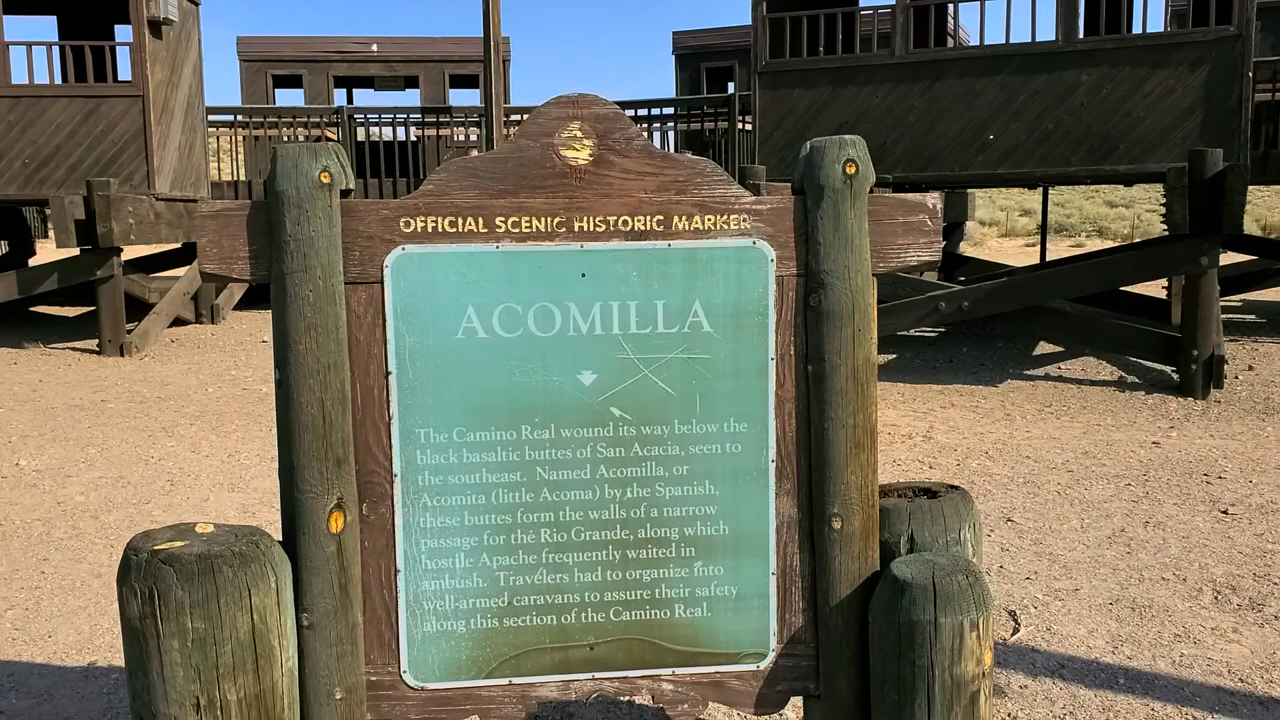 4
OFFICIAL SCENIC HISTORIC MARKER
ACOMILLA
The Camino Real wound its way below the
black basaltic buttes of San Acacia, seen to
the southeast. Named Acomilla, or
Acomita (little Acoma) by the Spanish,
these buttes form the walls of a narrow
passage for the Rio Grande, along which
hostile Apache frequently waited in
ambush. Travelers had to organize into
well-armed caravans to assure their safety
along this section of the Camino Real.